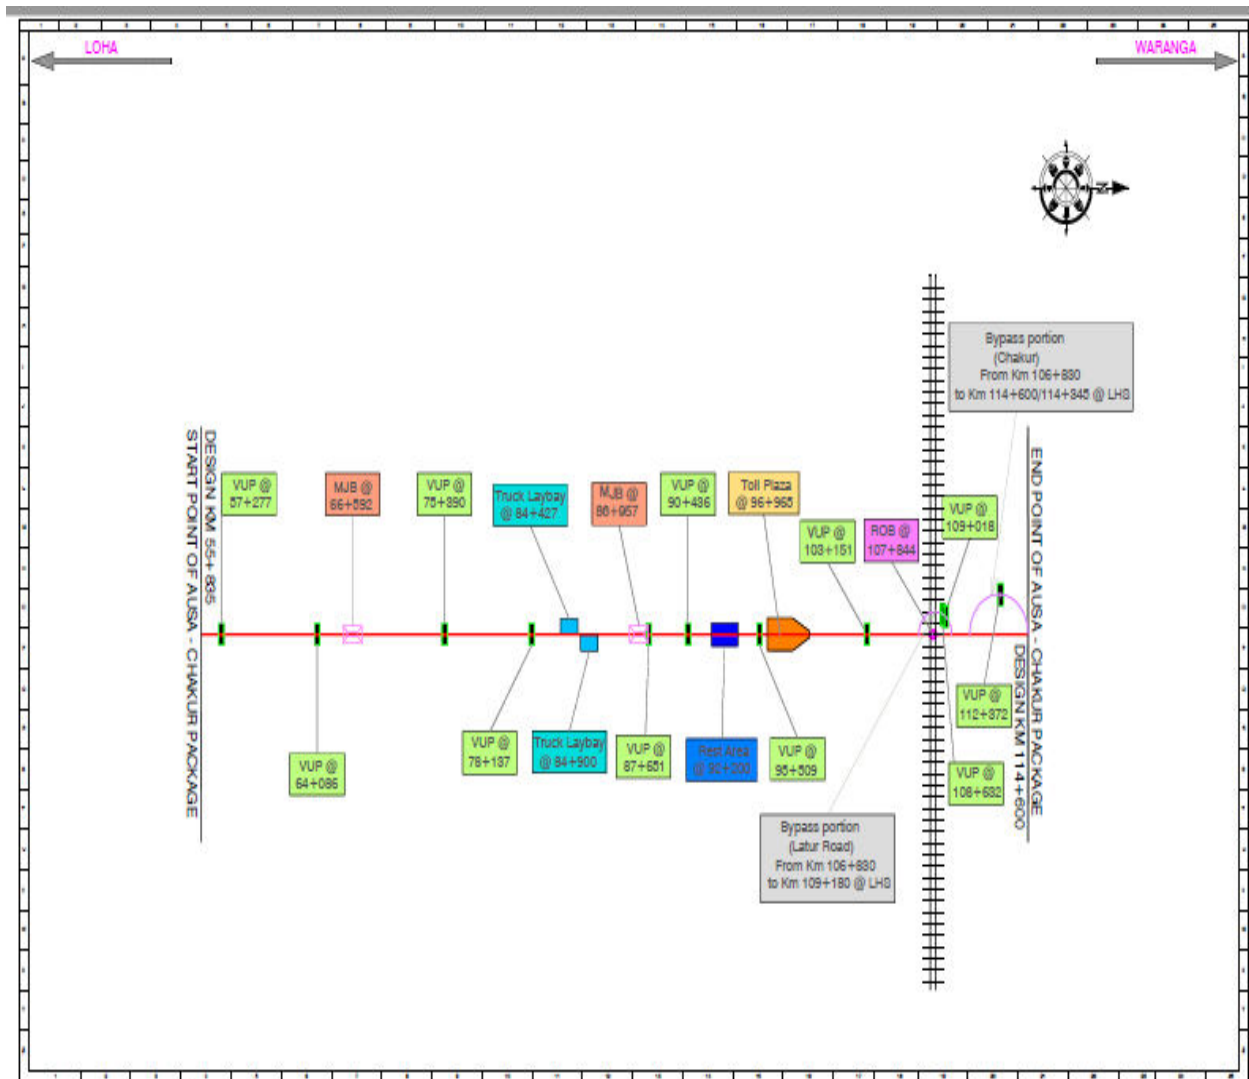 LOHA
WARANGA
N
Bypass portion
(Chakur)
From Km 106+830
to Km 114+600/114+345 @ LHS
START POINT OF AUSA - CHAKUR PACKAGE
DESIGN KM 55+ 835
VUP @
57+277
MJB @
66+592
VUP @
75+890
Truck Laybay
@ 84+427
MJB @
86+957
VUP @
90+436
Toll Plaza
@ 96+965
VUP @
103+151
ROB @
107+844
VUP @
109+018
END POINT OF AUSA - CHAKUR PACKAGE
DESIGN KM 114+600
VUP @
64+086
VUP @
78+137
Truck Laybay
@ 84+900
VUP @
87+651
Rest Area
@ 92+200
VUP @
95+509
VUP @
112+372
VUP @
108+632
Bypass portion
(Latur Road)
From Km 106+830
to Km 109+180 @ LHS